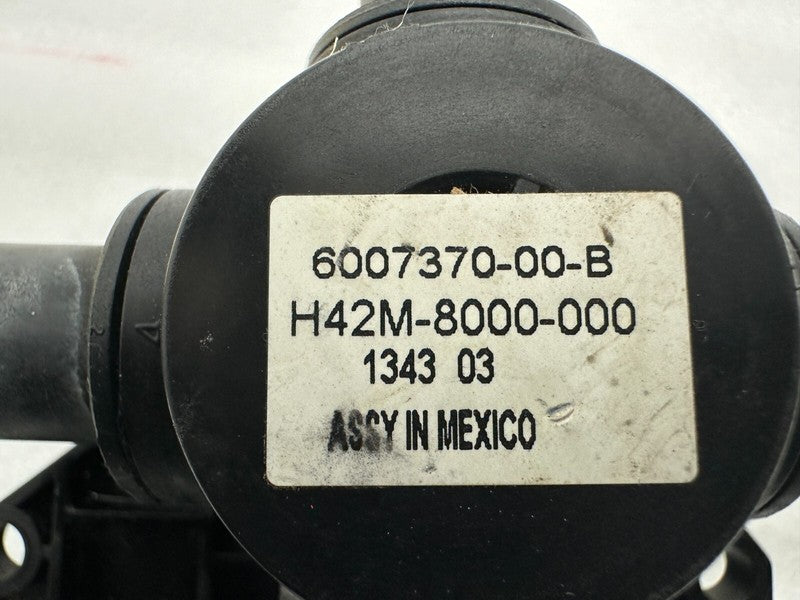 6007370-00-B
H42M-8000-000
1343 03
ASSY IN MEXICO